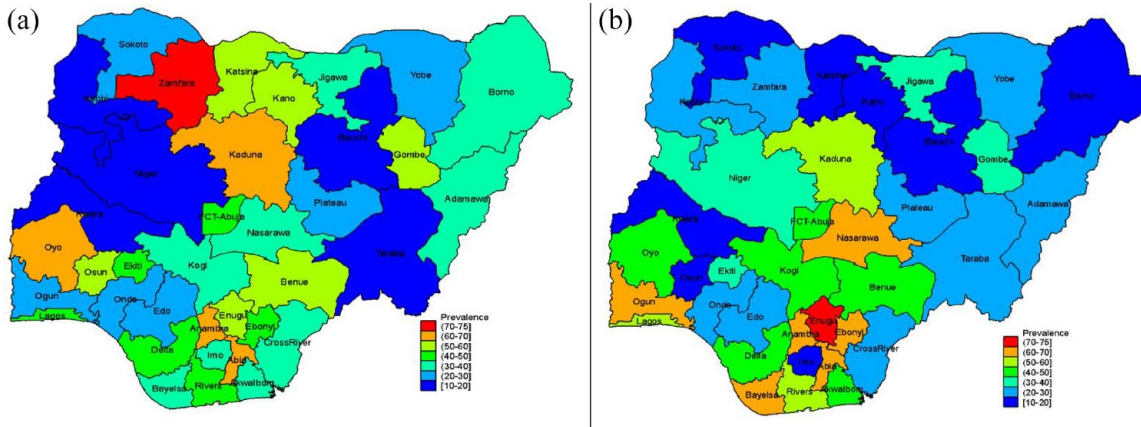 (a)
Sokoto
Zamfara
Katsina
Jigawa
Yobe
Borno
Kebbi
Kano
Bauchi
Gombe
Kaduna
Niger
Adamawa
Plateau
FCT-Abuja
Kwara
Nasarawa
Taraba
Oyo
Osun
Ekiti
Kogi
Benue
Ogun
Ondo
Edo
Enugu
Lagos
Anambra
Ebonyi
CrossRiver
Delta
Imo
Abia
Bayelsa
Rivers
AkwaIbom
Prevalence
(70-75]
(60-70]
(50-60]
(40-50]
(30-40]
(20-30]
[10-20]
(b)
Sokoto
Zamfara
Katsina
Jigawa
Yobe
Borno
Kebbi
Kano
Bauchi
Gombe
Kaduna
Niger
Adamawa
Plateau
FCT-Abuja
Kwara
Nasarawa
Taraba
Oyo
Osun
Ekiti
Kogi
Benue
Ogun
Ondo
Edo
Enugu
Lagos
Anambra
Ebonyi
CrossRiver
Delta
Imo
Abia
Bayelsa
Rivers
AkwaIbom
Prevalence
(70-75]
(60-70]
(50-60]
(40-50]
(30-40]
(20-30]
[10-20]